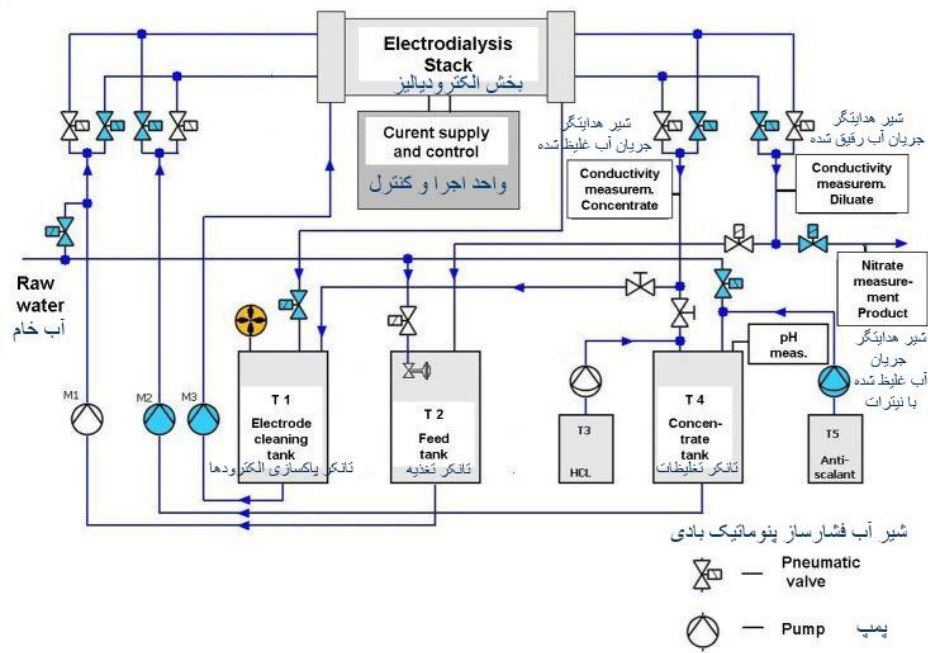 Electrodialysis
Stack
بخش الکترودیالیز
Curent supply
and control
واحد اجرا و کنترل
شیر هدایتگر
جریان آب غلیظ شده
Conductivity
measurem.
Concentrate
شیر هدایتگر
جریان آب رقیق شده
Conductivity
measurem.
Diluate
Raw
water
آب خام
Nitrate
measure-
ment
Product
شیر هدایتگر
جریان
آب غلیظ شده
با نیترات
pH
meas.
M1
M2
M3
T 1
Electrode
cleaning
tank
تانکر پاکسازی الکترودها
T 2
Feed
tank
تانکر تغذیه
T3
HCL
T 4
Concen-
trate
tank
تانکر تغلیظات
T5
Anti-
scalant
شیر آب فشارساز پنوماتیک بادی
Pneumatic
valve
Pump پمپ